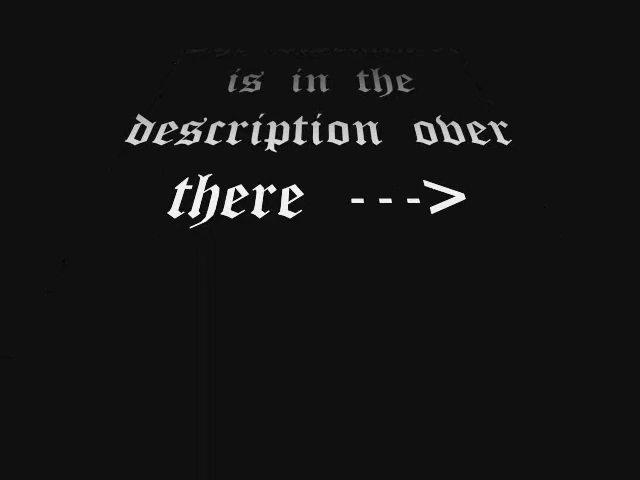 is in the
description over
there --->